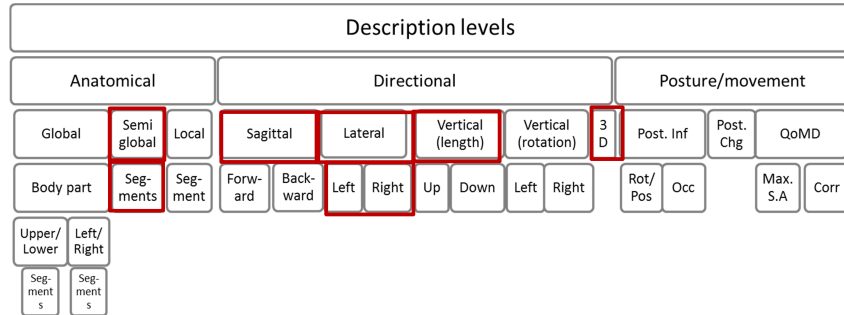 Description levels
Anatomical
Directional
Posture/movement
Global
Semi
global
Local
Sagittal
Lateral
Vertical
(length)
Vertical
(rotation)
3
D
Post. Inf
Post.
Chg
QoMD
Body part
Seg-
ments
Seg-
ment
Forw-
ard
Back-
ward
Left
Right
Up
Down
Left
Right
Rot/
Pos
Occ
Max.
S.A
Corr
Upper/
Lower
Left/
Right
Seg-
ment
s
Seg-
ment
s